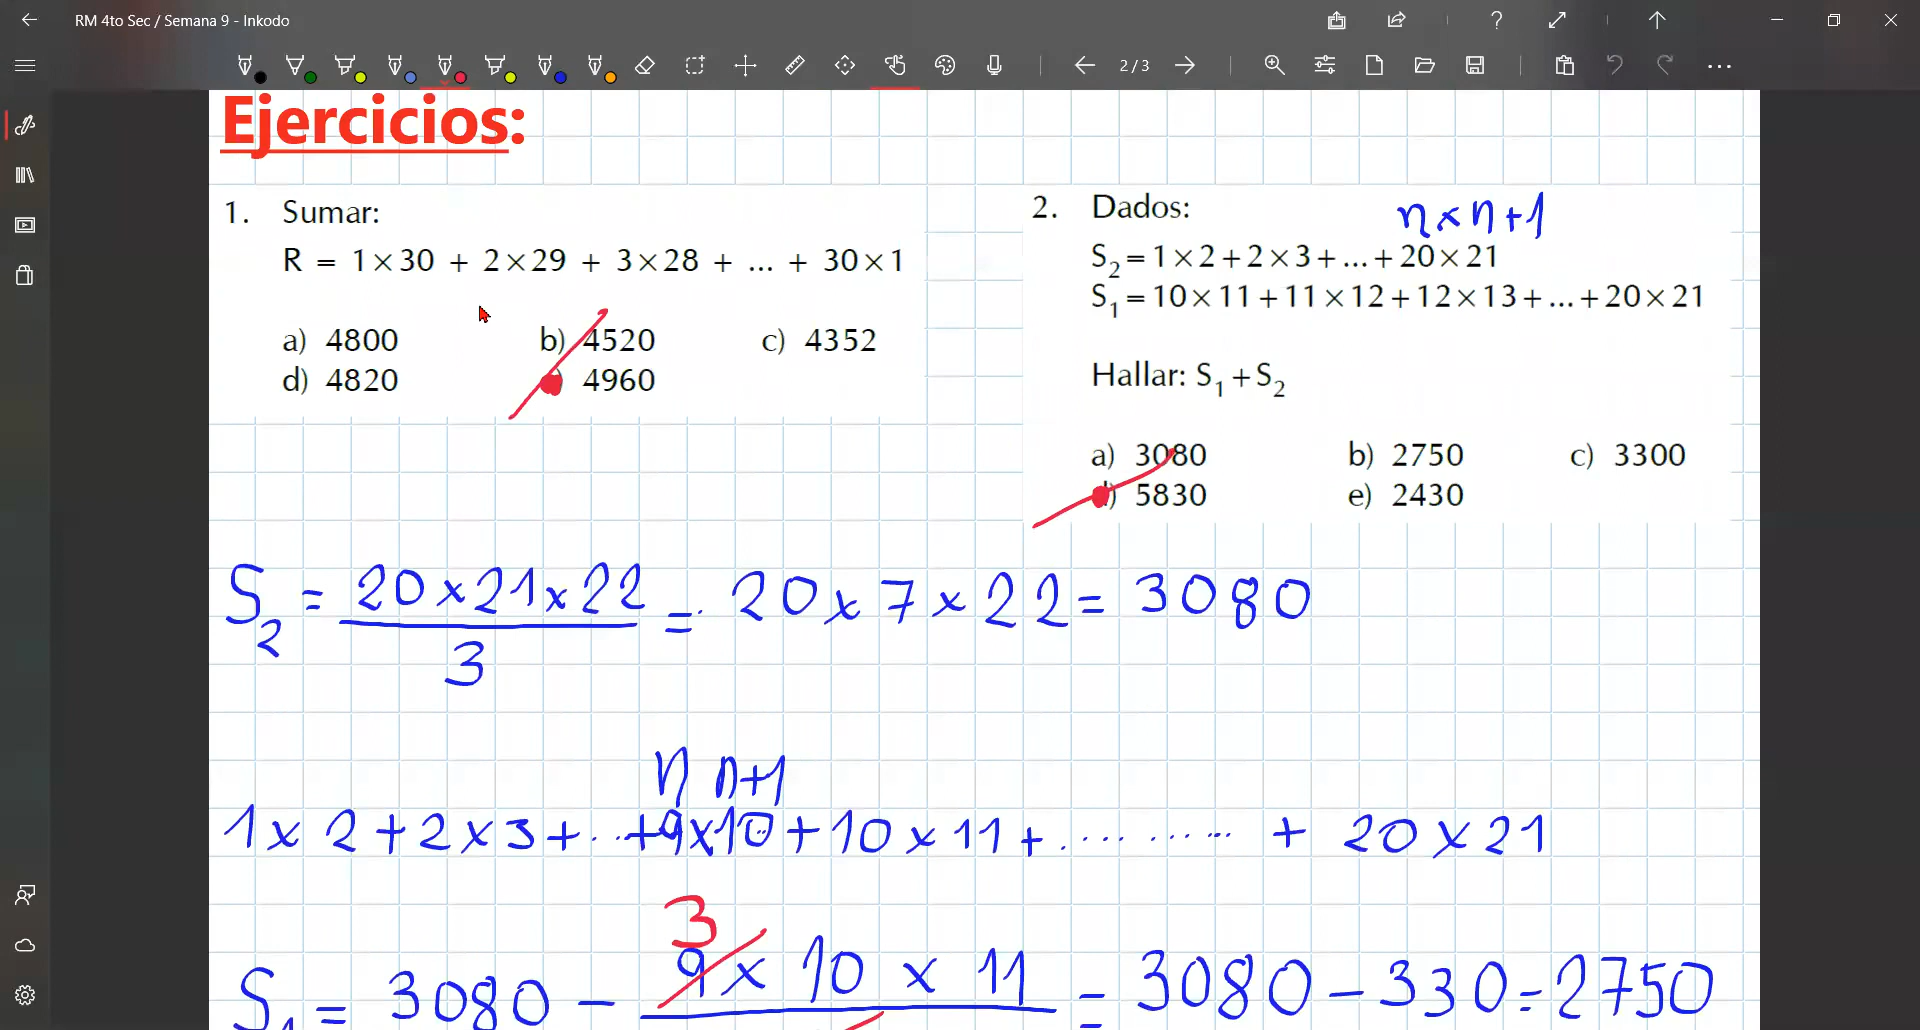 RM 4to Sec / Semana 9 - Inkodo
2 / 3
Ejercicios:
1. Sumar:
R = 1×30 + 2×29 + 3×28 + ... + 30×1
a) 4800 b) 4520 c) 4352
d) 4820 4960
2. Dados:
n×n+1
S₂=1×2+2×3+...+20×21
S₁=10×11+11×12+12×13+...+20×21
Hallar: S₁+S₂
a) 3080 b) 2750 c) 3300
d) 5830 e) 2430
S₂ = 20×21×22 / 3 = 20×7×22 = 3080
n n+1
1×2+2×3+...+9×10+10×11+......... + 20×21
3
S₁ = 3080 - 9×10×11 = 3080-330=2750